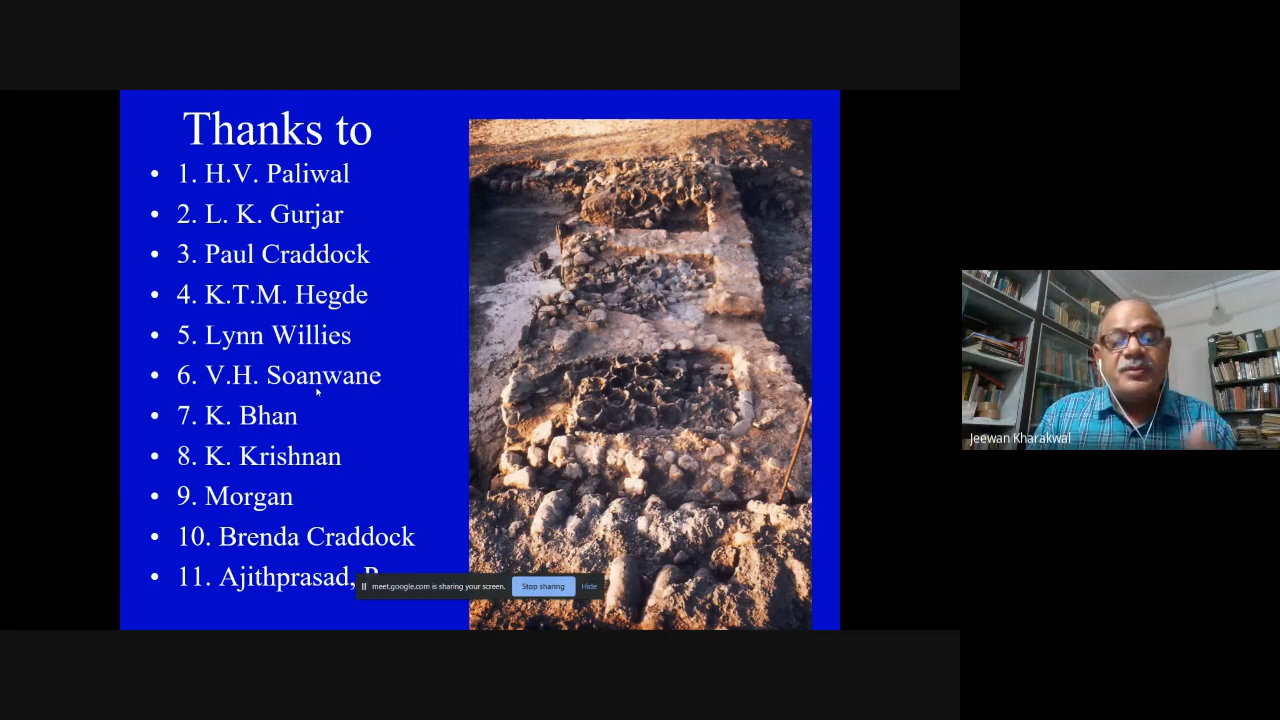 Thanks to
• 1. H.V. Paliwal
• 2. L. K. Gurjar
• 3. Paul Craddock
• 4. K.T.M. Hegde
• 5. Lynn Willies
• 6. V.H. Soanwane
• 7. K. Bhan
• 8. K. Krishnan
• 9. Morgan
• 10. Brenda Craddock
• 11. Ajithprasad,
meet.google.com is sharing your screen. Stop sharing Hide
Jeewan Kharakwal